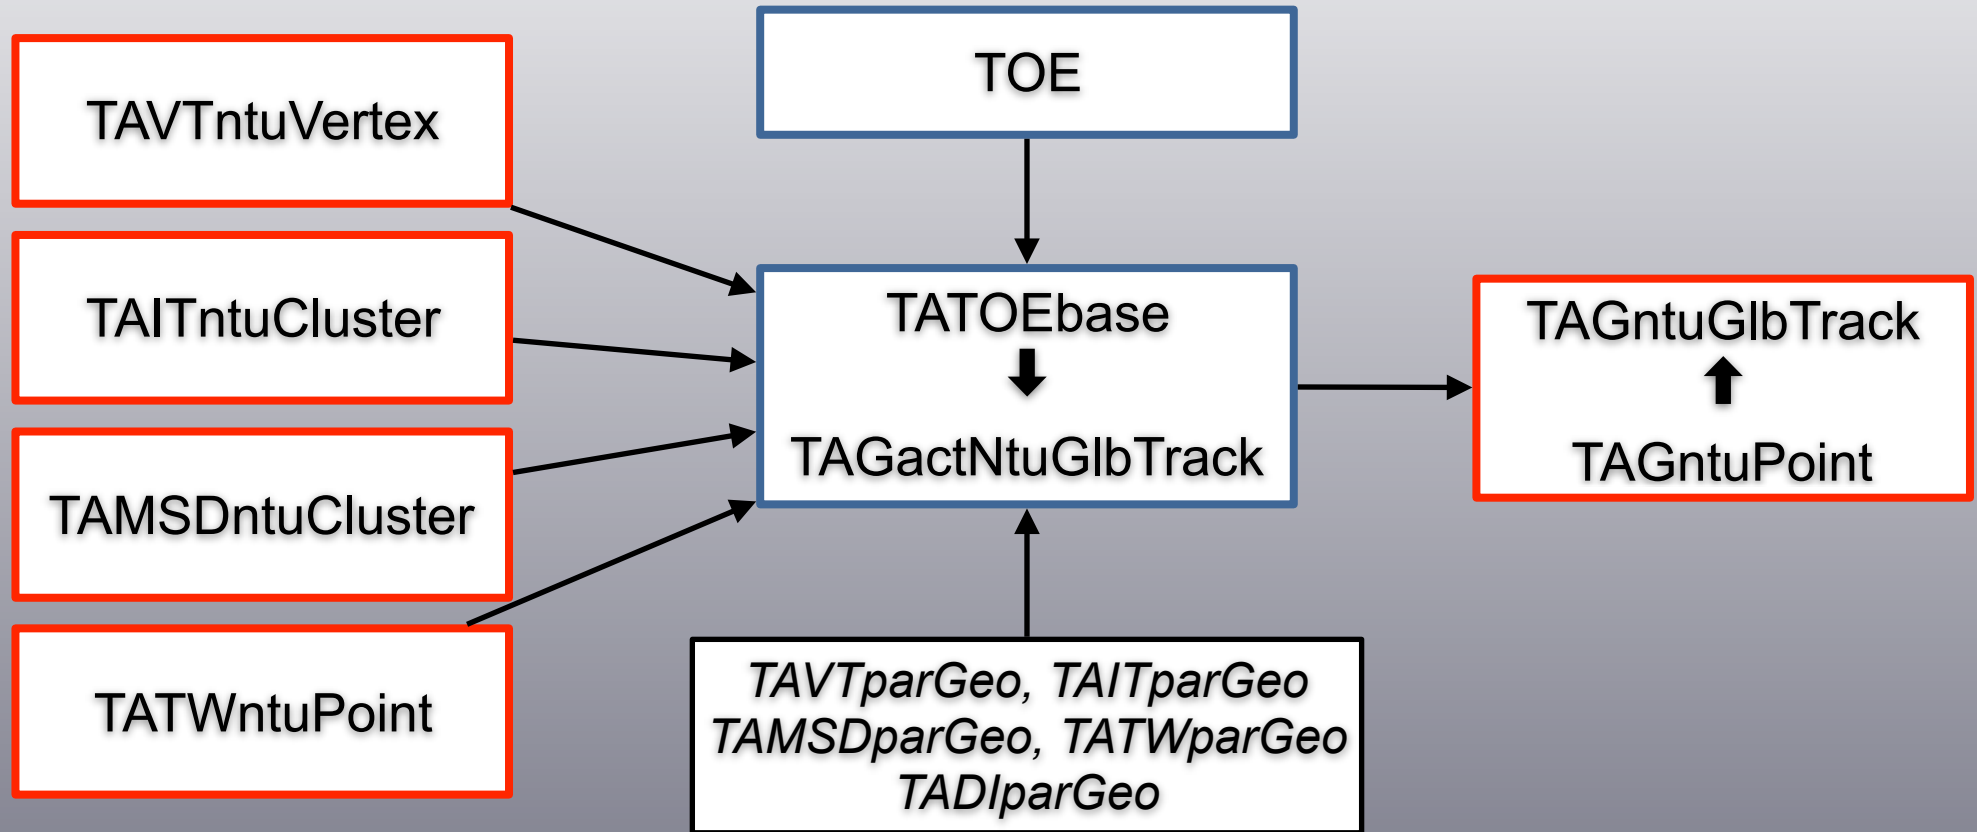 TAVTntuVertex
TAITntuCluster
TAMSDntuCluster
TATWntuPoint
TOE
TATOEbase
TAGactNtuGlbTrack
TAVTparGeo, TAITparGeo
TAMSDparGeo, TATWparGeo
TADIparGeo
TAGntuGlbTrack
TAGntuPoint